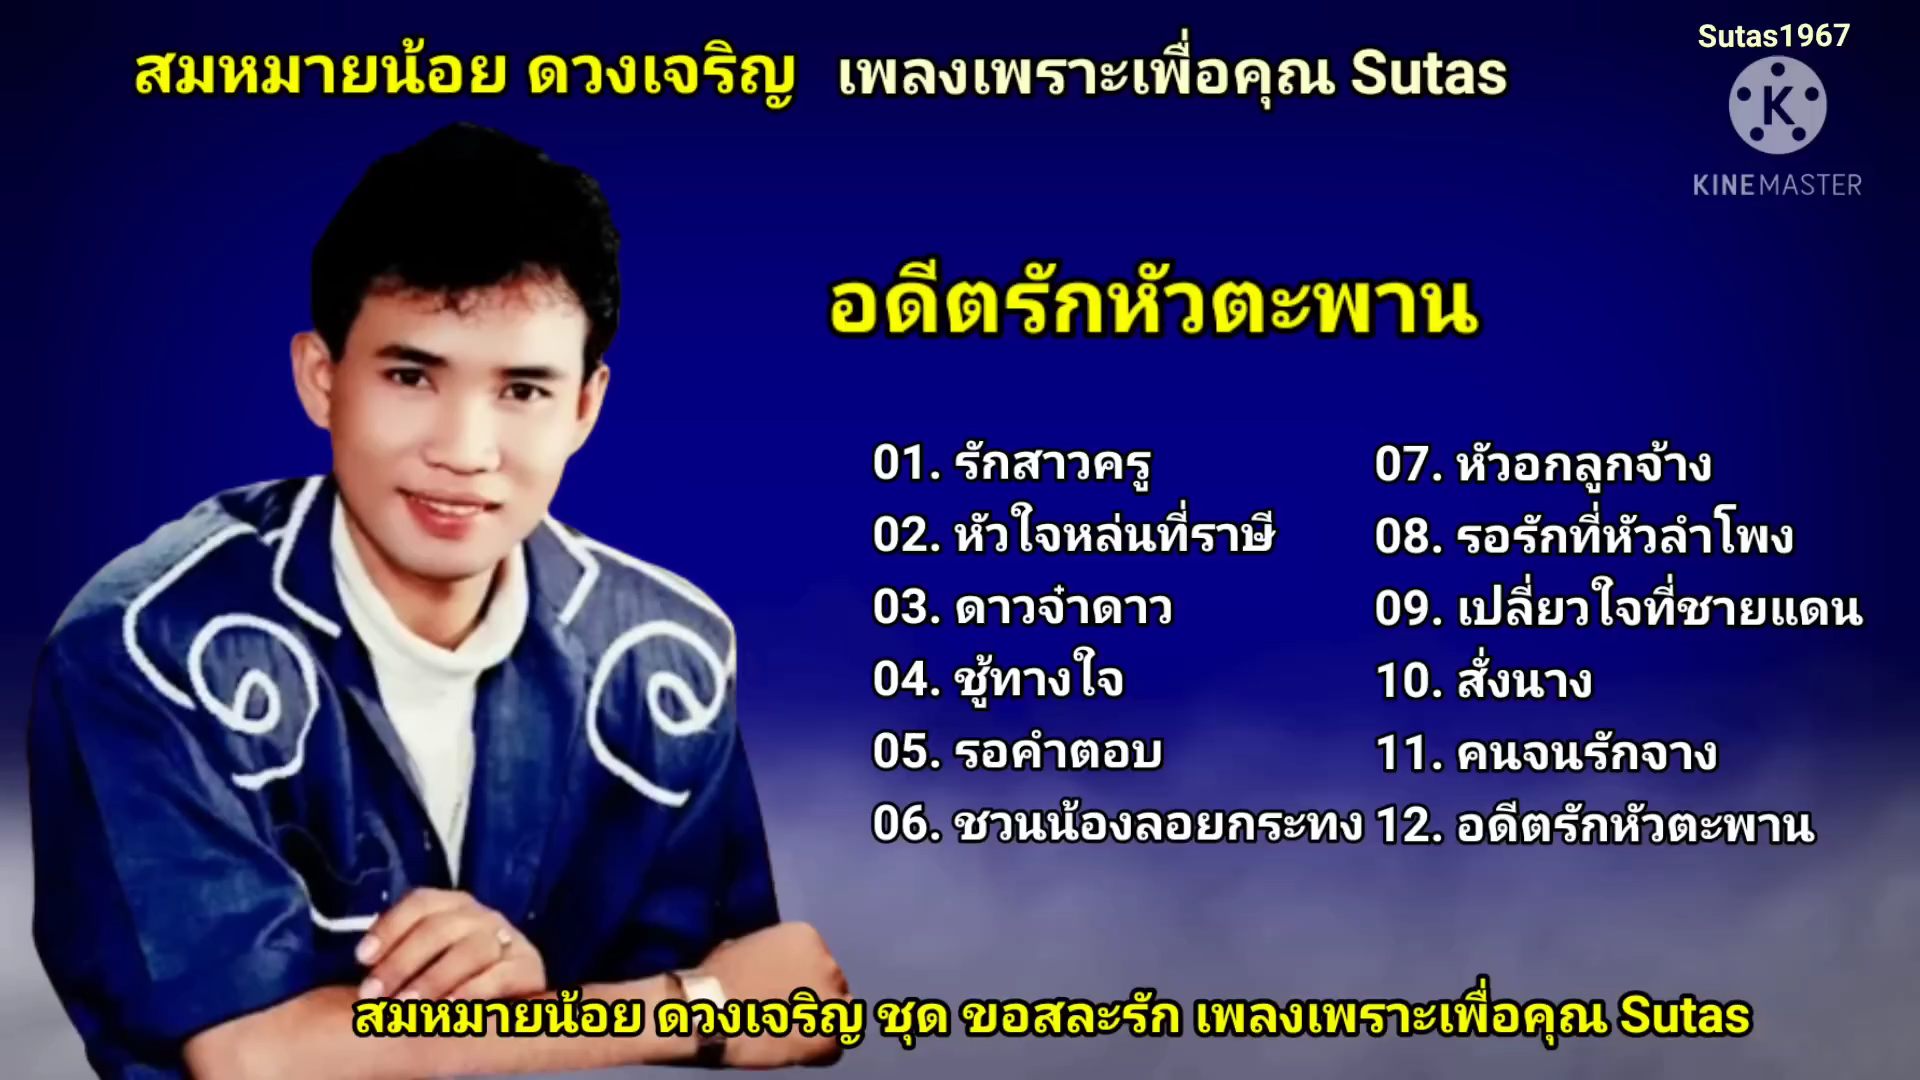 สมหมายน้อย ดวงเจริญ เพลงเพราะเพื่อคุณ Sutas
Sutas1967
K
KINEMASTER
อดีตรักหัวตะพาน
01. รักสาวครู
02. หัวใจหล่นที่ราษี
03. ดาวจ๋าดาว
04. ชู้ทางใจ
05. รอคำตอบ
06. ชวนน้องลอยกระทง
07. หัวอกลูกจ้าง
08. รอรักที่หัวลำโพง
09. เปลี่ยวใจที่ชายแดน
10. สั่งนาง
11. คนจนรักจาง
12. อดีตรักหัวตะพาน
สมหมายน้อย ดวงเจริญ ชุด ขอสละรัก เพลงเพราะเพื่อคุณ Sutas